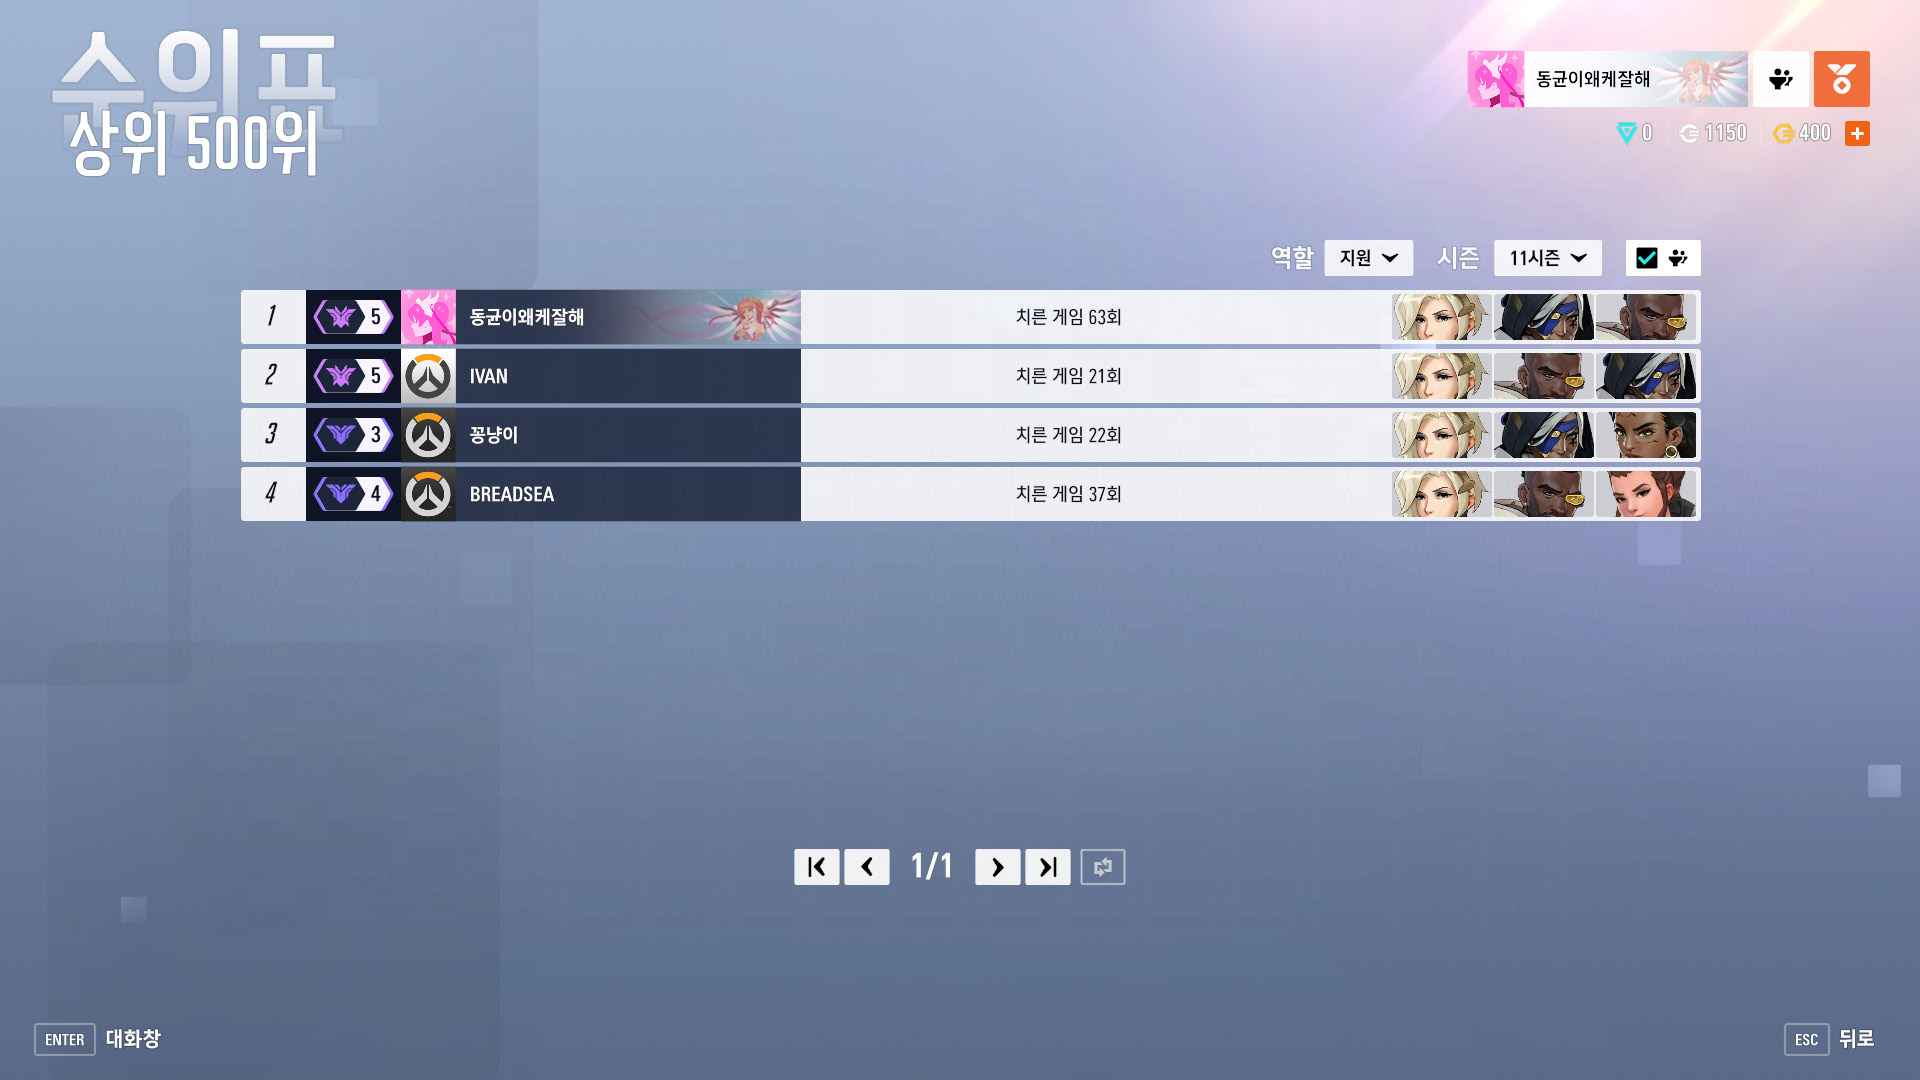 순위표
상위 500위
동균이왜케잘해
0 1150 400
역할 지원 시즌 11시즌
1 5 동균이왜케잘해 치른 게임 63회
2 5 IVAN 치른 게임 21회
3 3 꽁냥이 치른 게임 22회
4 4 BREADSEA 치른 게임 37회
1/1
ENTER 대화창
ESC 뒤로